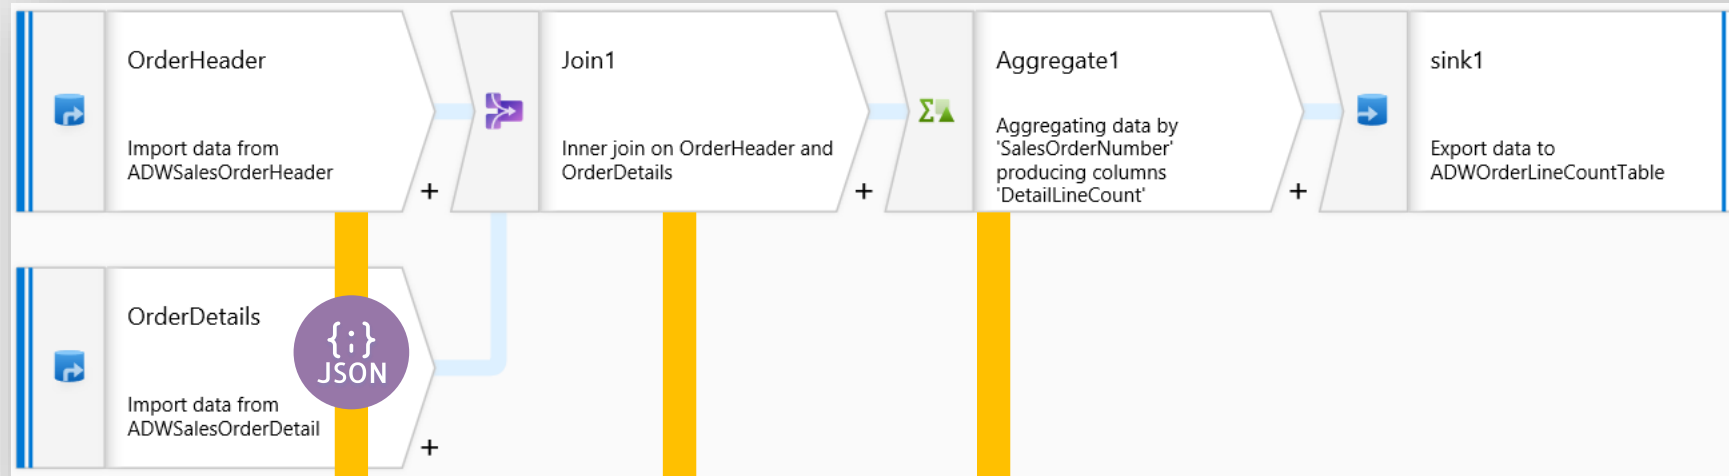 OrderHeader
Import data from
ADWSalesOrderHeader
+
Join1
Inner join on OrderHeader and
OrderDetails
+
Aggregate1
Aggregating data by
'SalesOrderNumber'
producing columns
'DetailLineCount'
+
sink1
Export data to
ADWOrderLineCountTable
OrderDetails
Import data from
ADWSalesOrderDetail
+
{;}
JSON